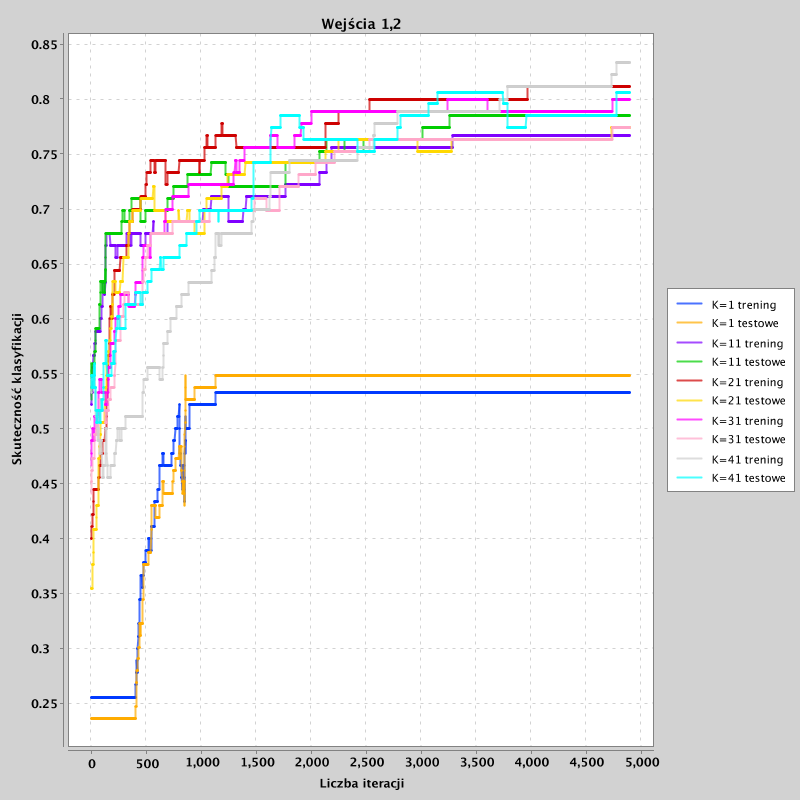 Wejścia 1,2
0.85
0.8
0.75
0.7
0.65
0.6
0.55
0.5
0.45
0.4
0.35
0.3
0.25
Skuteczność klasyfikacji
0 500 1,000 1,500 2,000 2,500 3,000 3,500 4,000 4,500 5,000
Liczba iteracji
K=1 trening
K=1 testowe
K=11 trening
K=11 testowe
K=21 trening
K=21 testowe
K=31 trening
K=31 testowe
K=41 trening
K=41 testowe